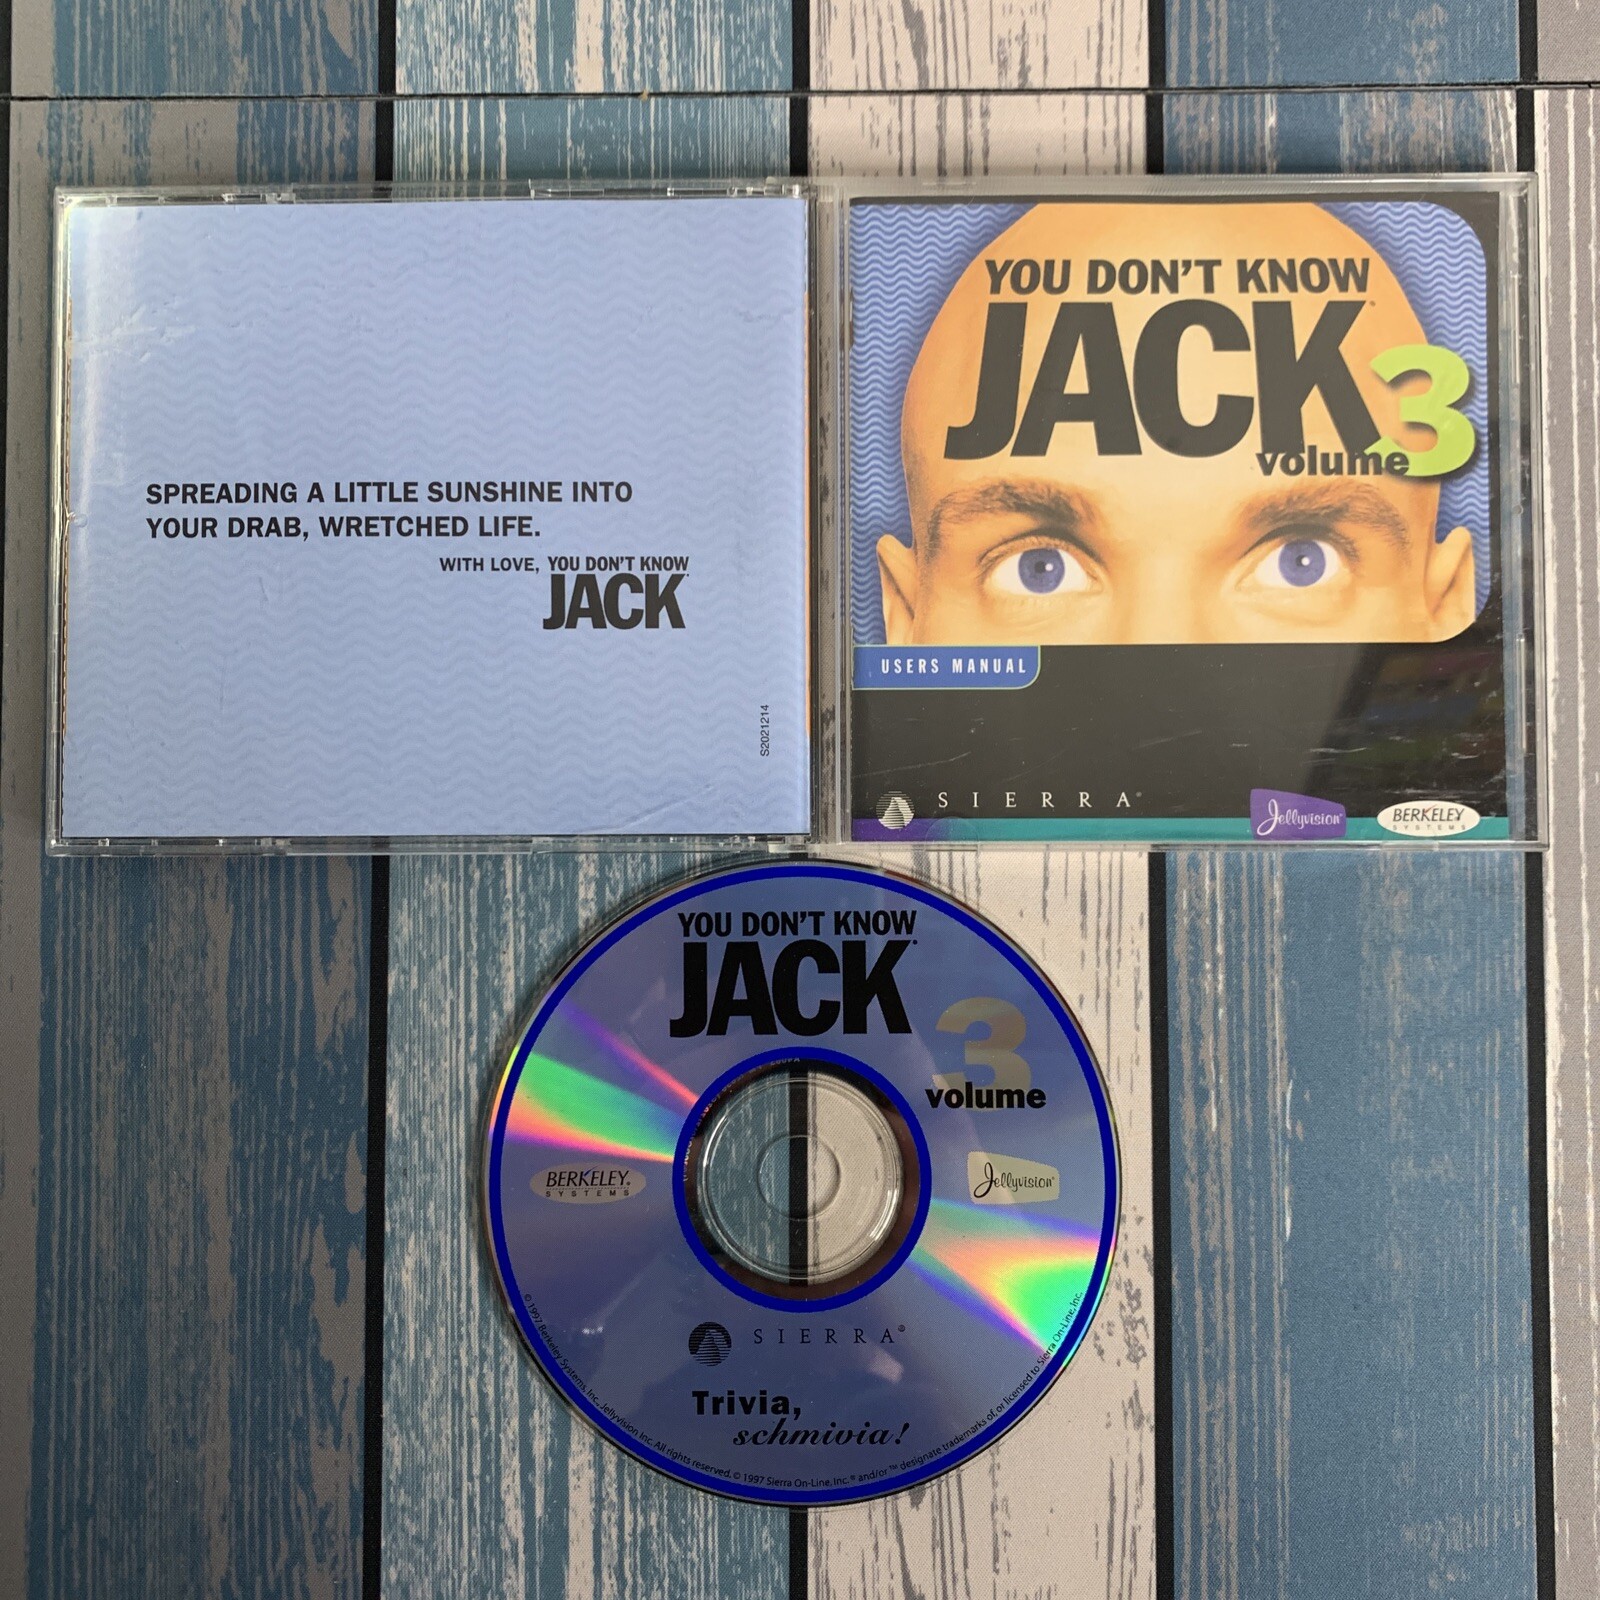 SPREADING A LITTLE SUNSHINE INTO
YOUR DRAB, WRETCHED LIFE.
WITH LOVE, YOU DON'T KNOW
JACK
S2021214
YOU DON'T KNOW
JACK
volume 3
USERS MANUAL
SIERRA®
Jellyvision®
BERKELEY
SYSTEMS
YOU DON'T KNOW
JACK®
3
volume
BERKELEY®
SYSTEMS
Jellyvision®
SIERRA®
Trivia,
schmivia!
© 1997 Berkeley Systems, Inc. Jellyvision Inc. All rights reserved. © 1997 Sierra On-Line, Inc. ® and/or ™ designate trademarks of, or licensed to Sierra On-Line, Inc.